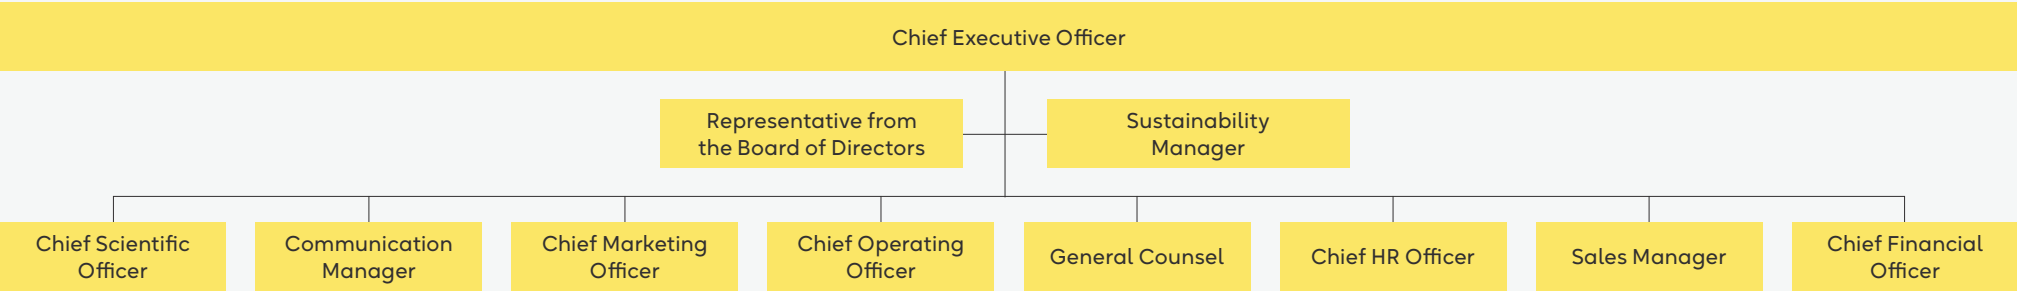 Chief Executive Officer
Representative from
the Board of Directors
Sustainability
Manager
Chief Scientific
Officer
Communication
Manager
Chief Marketing
Officer
Chief Operating
Officer
General Counsel
Chief HR Officer
Sales Manager
Chief Financial
Officer